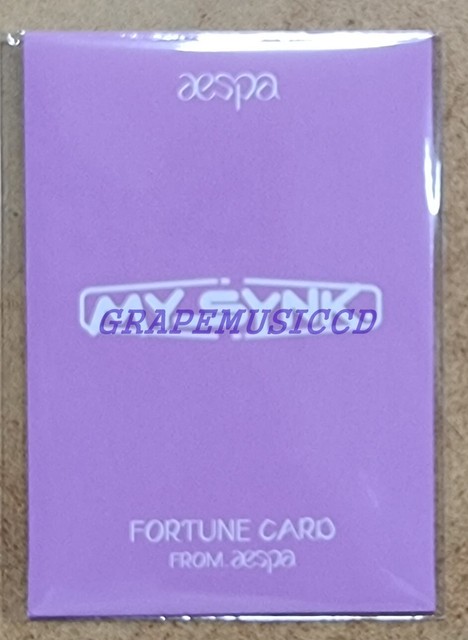 aespa
MY SYNK
GRAPEMUSICCD
FORTUNE CARD
FROM. aespa